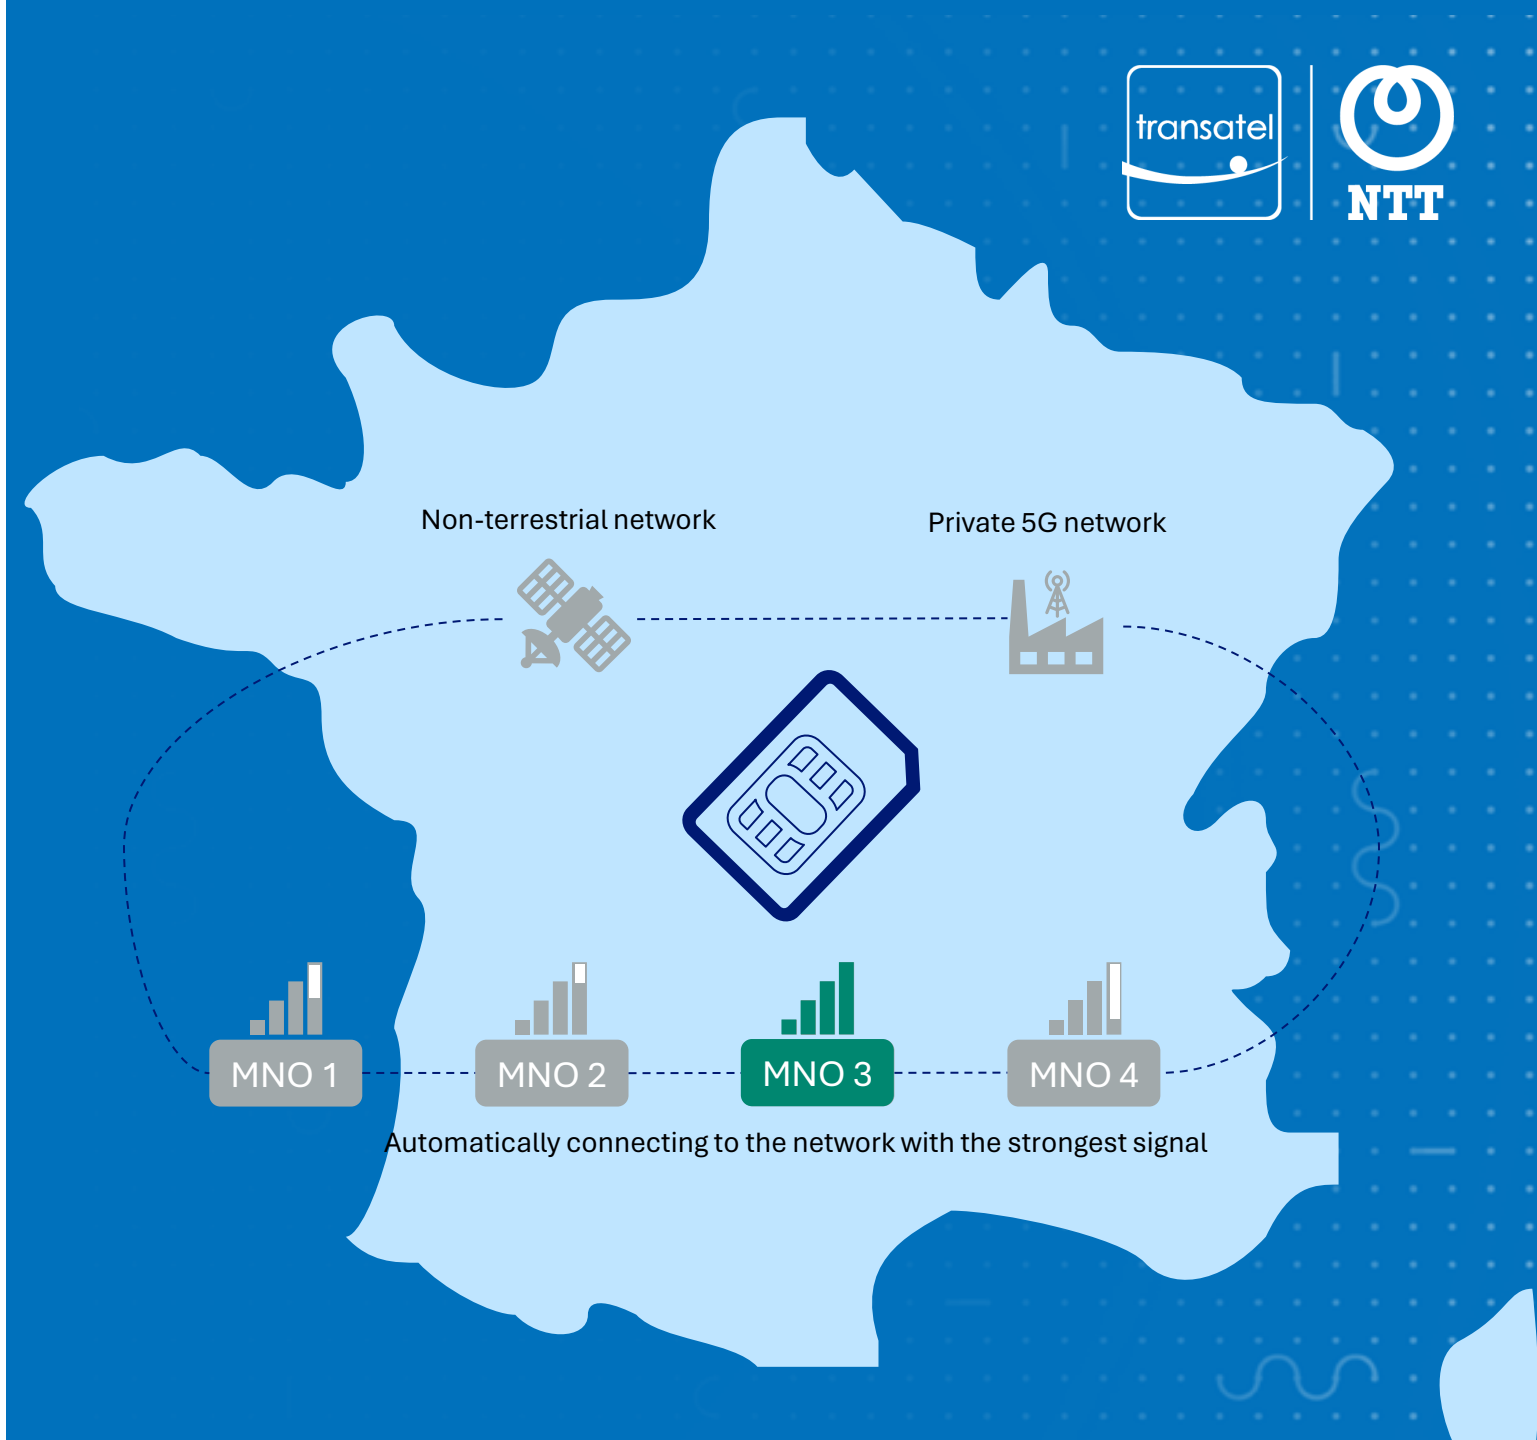 transatel
NTT
Non-terrestrial network
Private 5G network
MNO 1
MNO 2
MNO 3
MNO 4
Automatically connecting to the network with the strongest signal